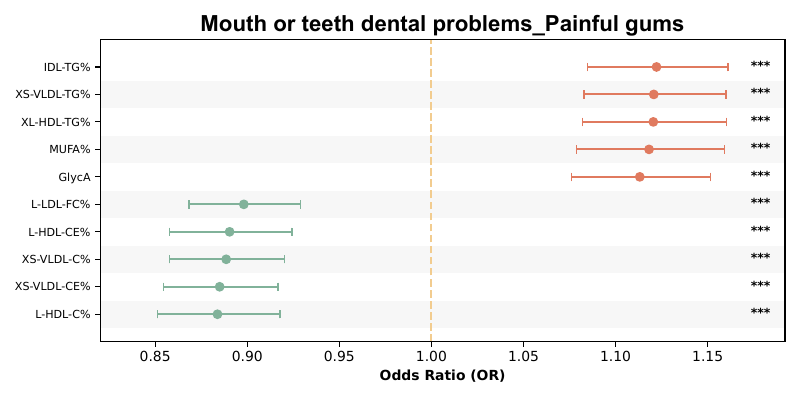 Mouth or teeth dental problems_Painful gums
IDL-TG% ***
XS-VLDL-TG% ***
XL-HDL-TG% ***
MUFA% ***
GlycA ***
L-LDL-FC% ***
L-HDL-CE% ***
XS-VLDL-C% ***
XS-VLDL-CE% ***
L-HDL-C% ***
0.85 0.90 0.95 1.00 1.05 1.10 1.15
Odds Ratio (OR)